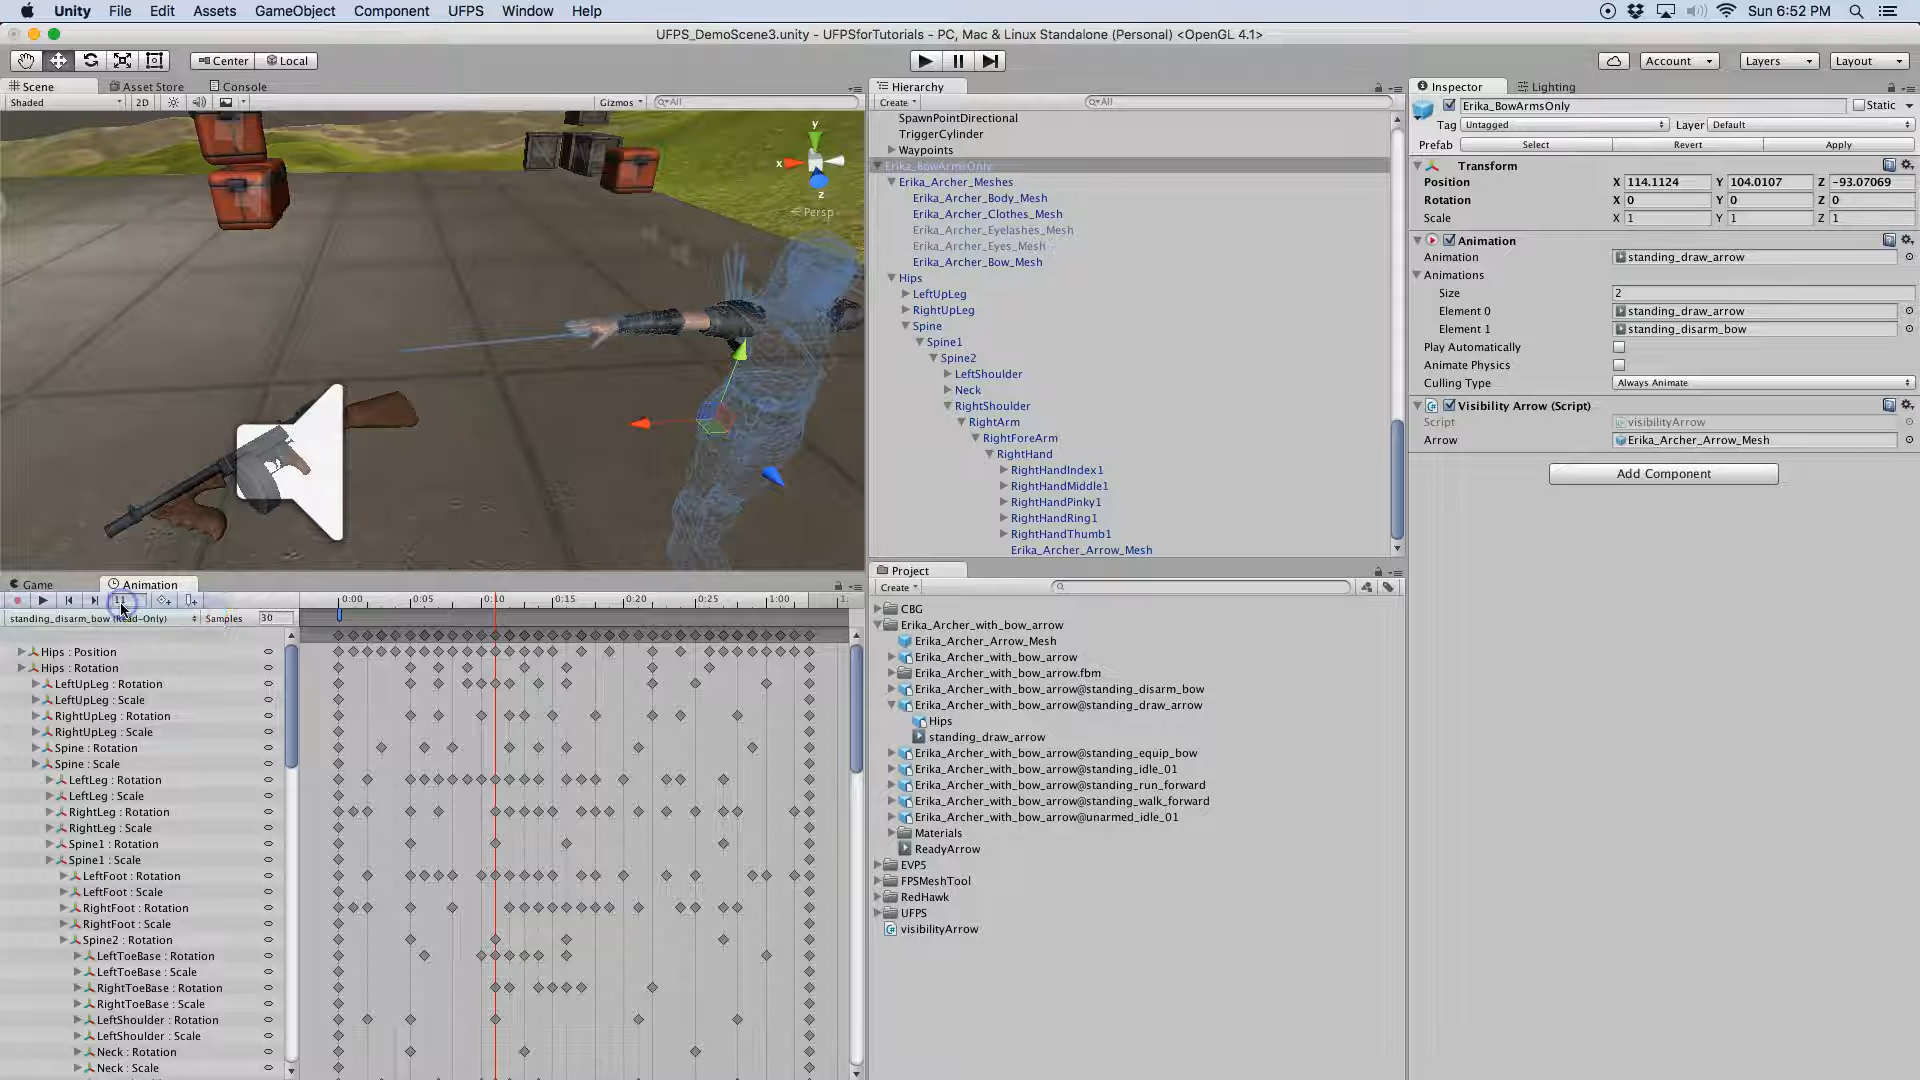 Unity File Edit Assets GameObject Component UFPS Window Help Sun 6:52 PM
UFPS_DemoScene3.unity - UFPSforTutorials - PC, Mac & Linux Standalone (Personal) <OpenGL 4.1>
Center Local Account Layers Layout
Scene Asset Store Console
Shaded 2D Gizmos All
y
x
z
Persp
Hierarchy
Create All
SpawnPointDirectional
TriggerCylinder
Waypoints
Erika_BowArmsOnly
Erika_Archer_Meshes
Erika_Archer_Body_Mesh
Erika_Archer_Clothes_Mesh
Erika_Archer_Eyelashes_Mesh
Erika_Archer_Eyes_Mesh
Erika_Archer_Bow_Mesh
Hips
LeftUpLeg
RightUpLeg
Spine
Spine1
Spine2
LeftShoulder
Neck
RightShoulder
RightArm
RightForeArm
RightHand
RightHandIndex1
RightHandMiddle1
RightHandPinky1
RightHandRing1
RightHandThumb1
Erika_Archer_Arrow_Mesh
Inspector Lighting
Erika_BowArmsOnly Static
Tag Untagged Layer Default
Prefab Select Revert Apply
Transform
Position X 114.1124 Y 104.0107 Z -93.07069
Rotation X 0 Y 0 Z 0
Scale X 1 Y 1 Z 1
Animation
Animation standing_draw_arrow
Animations
Size 2
Element 0 standing_draw_arrow
Element 1 standing_disarm_bow
Play Automatically
Animate Physics
Culling Type Always Animate
Visibility Arrow (Script)
Script visibilityArrow
Arrow Erika_Archer_Arrow_Mesh
Add Component
Game Animation
11 0:00 0:05 0:10 0:15 0:20 0:25 1:00 1:
standing_disarm_bow (Read-Only) Samples 30
Hips : Position
Hips : Rotation
LeftUpLeg : Rotation
LeftUpLeg : Scale
RightUpLeg : Rotation
RightUpLeg : Scale
Spine : Rotation
Spine : Scale
LeftLeg : Rotation
LeftLeg : Scale
RightLeg : Rotation
RightLeg : Scale
Spine1 : Rotation
Spine1 : Scale
LeftFoot : Rotation
LeftFoot : Scale
RightFoot : Rotation
RightFoot : Scale
Spine2 : Rotation
LeftToeBase : Rotation
LeftToeBase : Scale
RightToeBase : Rotation
RightToeBase : Scale
LeftShoulder : Rotation
LeftShoulder : Scale
Neck : Rotation
Neck : Scale
Project
Create
CBG
Erika_Archer_with_bow_arrow
Erika_Archer_Arrow_Mesh
Erika_Archer_with_bow_arrow
Erika_Archer_with_bow_arrow.fbm
Erika_Archer_with_bow_arrow@standing_disarm_bow
Erika_Archer_with_bow_arrow@standing_draw_arrow
Hips
standing_draw_arrow
Erika_Archer_with_bow_arrow@standing_equip_bow
Erika_Archer_with_bow_arrow@standing_idle_01
Erika_Archer_with_bow_arrow@standing_run_forward
Erika_Archer_with_bow_arrow@standing_walk_forward
Erika_Archer_with_bow_arrow@unarmed_idle_01
Materials
ReadyArrow
EVP5
FPSMeshTool
RedHawk
UFPS
visibilityArrow